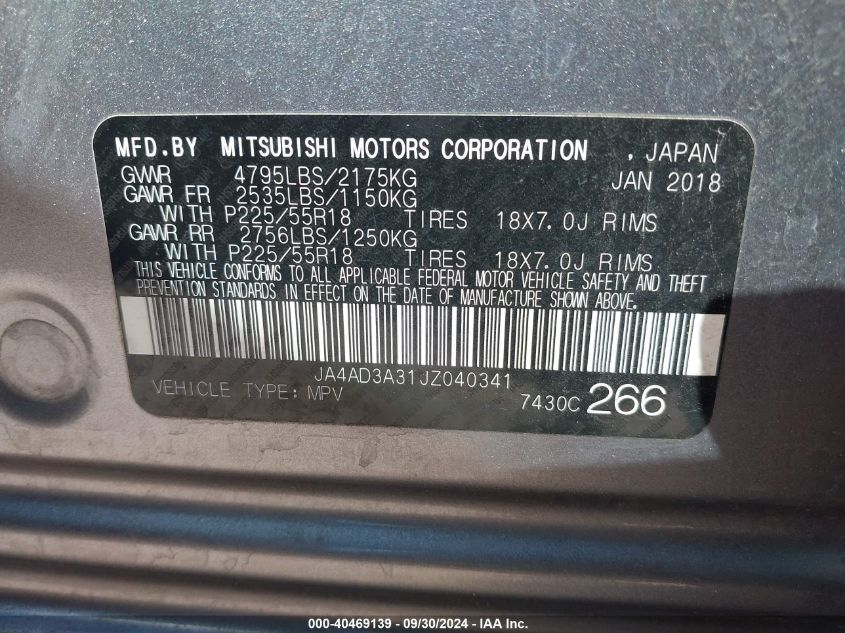 MFD.BY MITSUBISHI MOTORS CORPORATION , JAPAN
GVWR 4795LBS/2175KG JAN 2018
GAWR FR 2535LBS/1150KG
WITH P225/55R18 TIRES 18X7.0J RIMS
GAWR RR 2756LBS/1250KG
WITH P225/55R18 TIRES 18X7.0J RIMS
THIS VEHICLE CONFORMS TO ALL APPLICABLE FEDERAL MOTOR VEHICLE SAFETY AND THEFT
PREVENTION STANDARDS IN EFFECT ON THE DATE OF MANUFACTURE SHOWN ABOVE.
JA4AD3A31JZ040341
VEHICLE TYPE: MPV 7430C 266
000-40469139 - 09/30/2024 - IAAI.COM